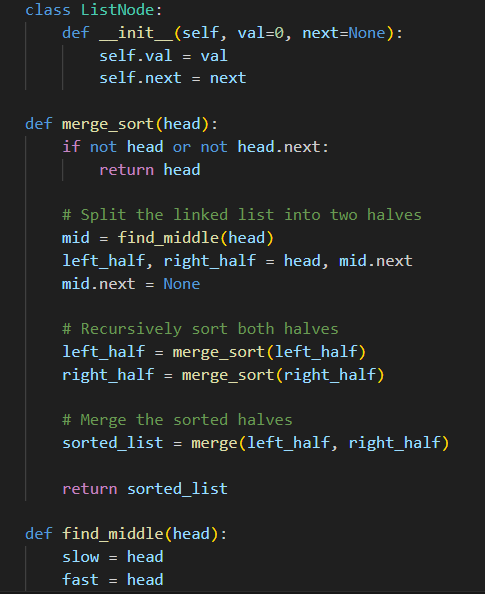 class ListNode:
    def __init__(self, val=0, next=None):
        self.val = val
        self.next = next

def merge_sort(head):
    if not head or not head.next:
        return head

    # Split the linked list into two halves
    mid = find_middle(head)
    left_half, right_half = head, mid.next
    mid.next = None

    # Recursively sort both halves
    left_half = merge_sort(left_half)
    right_half = merge_sort(right_half)

    # Merge the sorted halves
    sorted_list = merge(left_half, right_half)

    return sorted_list

def find_middle(head):
    slow = head
    fast = head